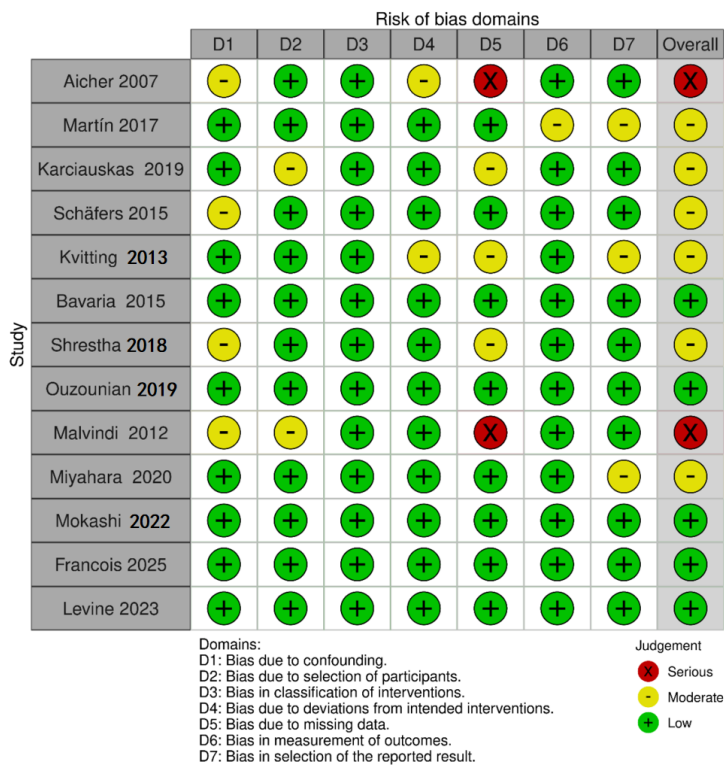 Risk of bias domains
D1 D2 D3 D4 D5 D6 D7 Overall
Study
Aicher 2007 - + + - X + + X
Martín 2017 + + + + + - - -
Karciauskas 2019 + - + + - + + -
Schäfers 2015 - + + + + + + -
Kvitting 2013 + + + - - + - -
Bavaria 2015 + + + + + + + +
Shrestha 2018 - + + + - + + -
Ouzounian 2019 + + + + + + + +
Malvindi 2012 - - + + X + + X
Miyahara 2020 + + + + + + - -
Mokashi 2022 + + + + + + + +
Francois 2025 + + + + + + + +
Levine 2023 + + + + + + + +
Domains:
D1: Bias due to confounding.
D2: Bias due to selection of participants.
D3: Bias in classification of interventions.
D4: Bias due to deviations from intended interventions.
D5: Bias due to missing data.
D6: Bias in measurement of outcomes.
D7: Bias in selection of the reported result.
Judgement
X Serious
- Moderate
+ Low